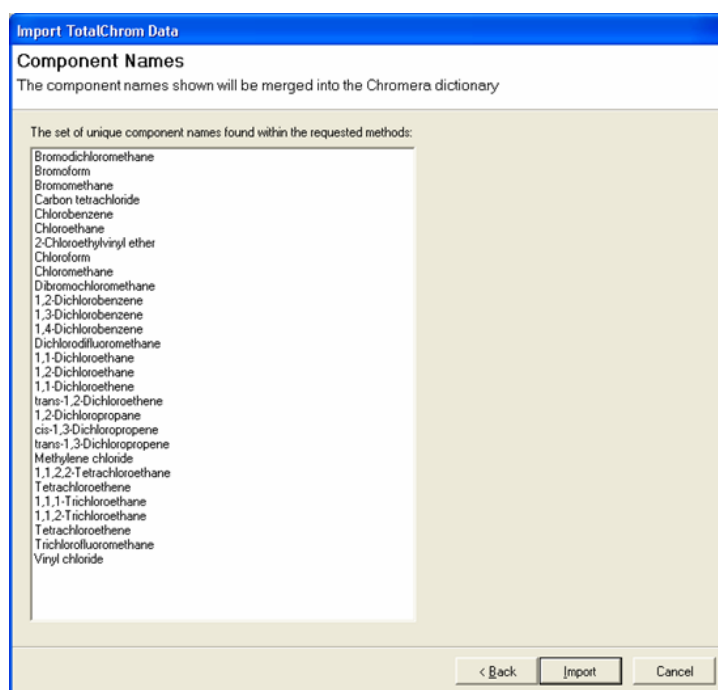 Import TotalChrom Data
Component Names
The component names shown will be merged into the Chromera dictionary
The set of unique component names found within the requested methods:
Bromodichloromethane
Bromoform
Bromomethane
Carbon tetrachloride
Chlorobenzene
Chloroethane
2-Chloroethylvinyl ether
Chloroform
Chloromethane
Dibromochloromethane
1,2-Dichlorobenzene
1,3-Dichlorobenzene
1,4-Dichlorobenzene
Dichlorodifluoromethane
1,1-Dichloroethane
1,2-Dichloroethane
1,1-Dichloroethene
trans-1,2-Dichloroethene
1,2-Dichloropropane
cis-1,3-Dichloropropene
trans-1,3-Dichloropropene
Methylene chloride
1,1,2,2-Tetrachloroethane
Tetrachloroethene
1,1,1-Trichloroethane
1,1,2-Trichloroethane
Tetrachloroethene
Trichlorofluoromethane
Vinyl chloride
< Back Import Cancel